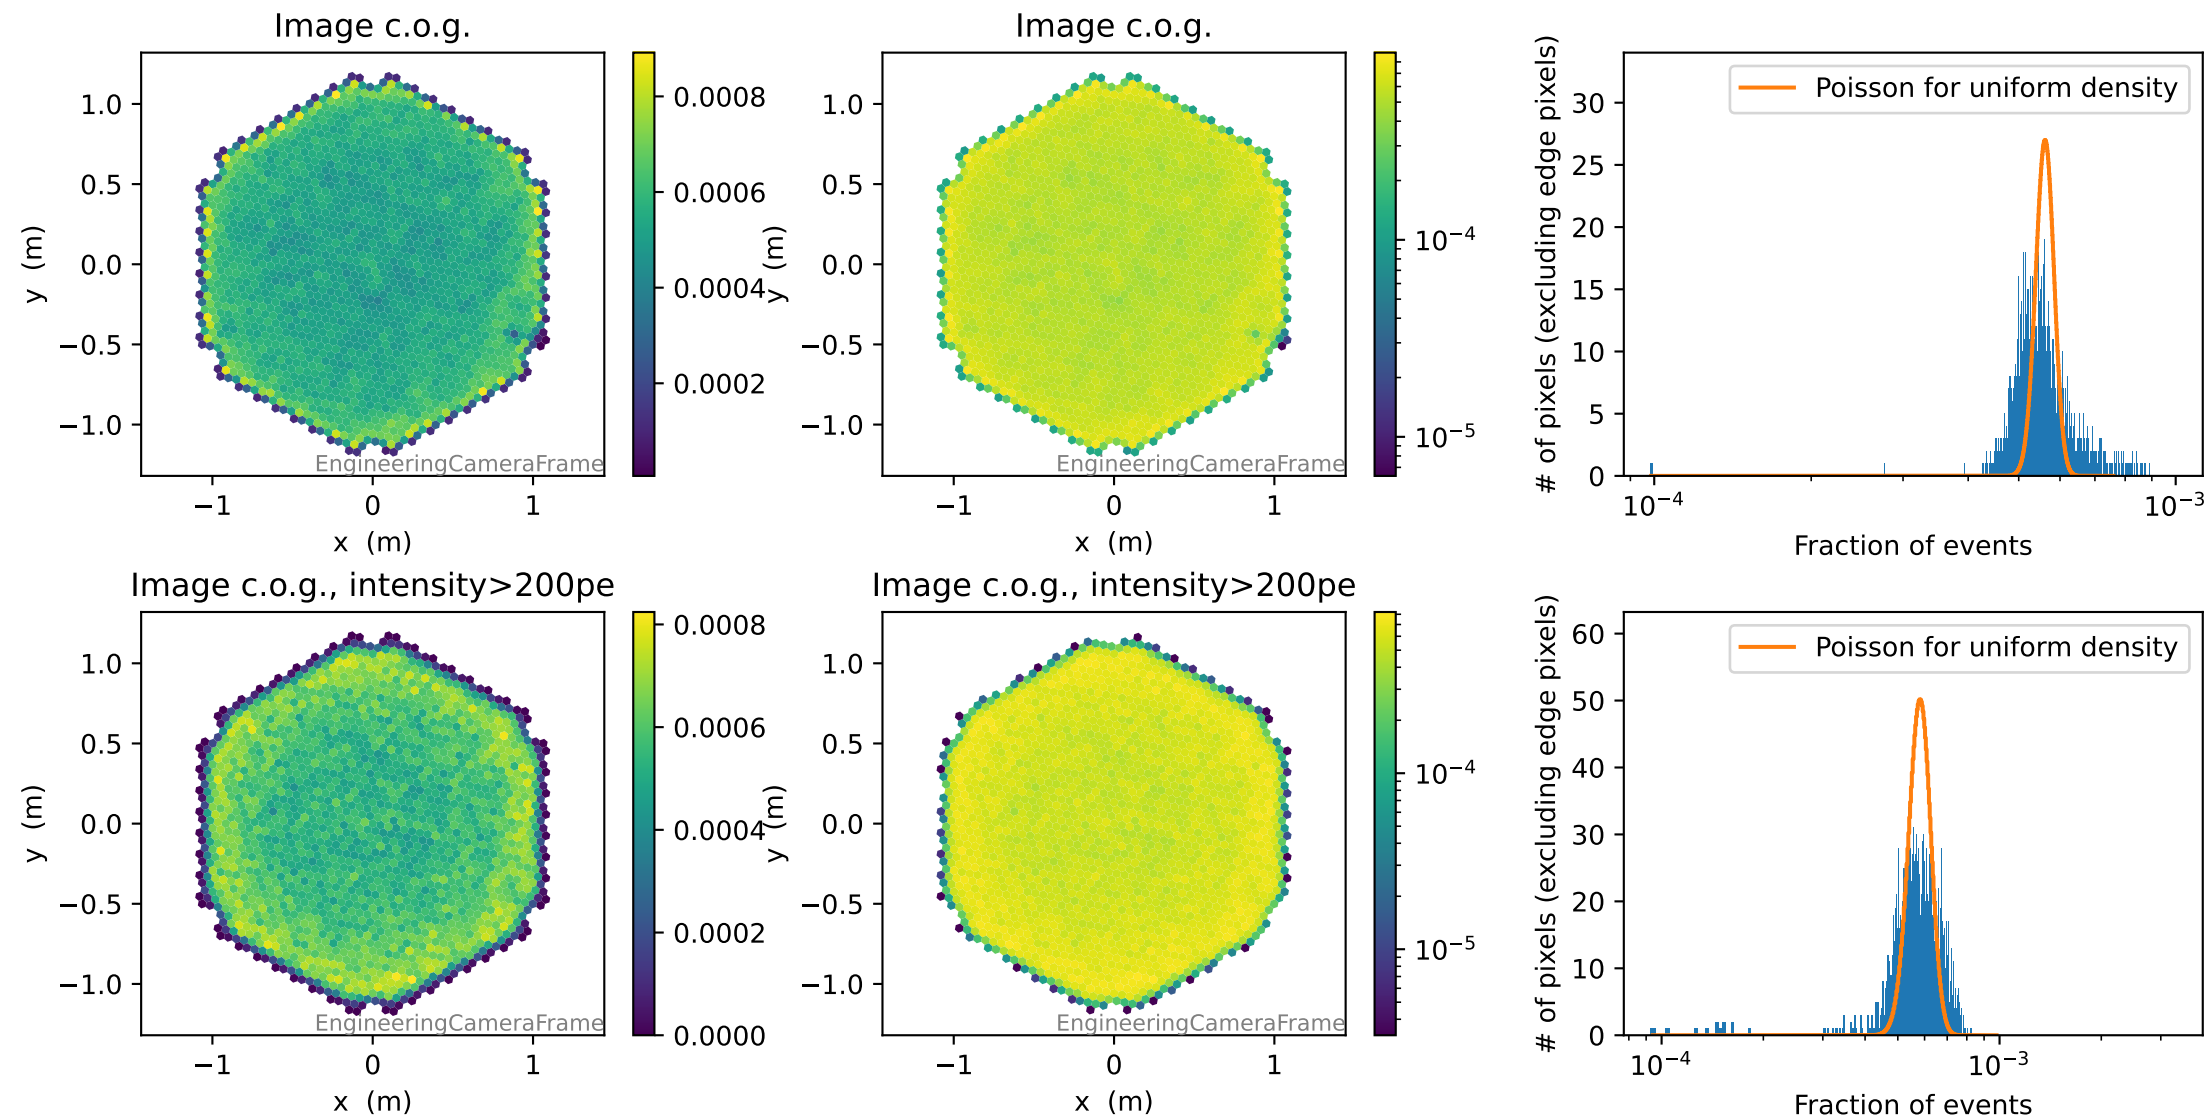 Image c.o.g.
1.0
0.5
0.0
−0.5
−1.0
y (m)
−1
0
1
x (m)
EngineeringCameraFrame
0.0008
0.0006
0.0004
0.0002
Image c.o.g.
1.0
0.5
0.0
−0.5
−1.0
y (m)
−1
0
1
x (m)
EngineeringCameraFrame
10⁻⁴
10⁻⁵
# of pixels (excluding edge pixels)
30
25
20
15
10
5
0
Poisson for uniform density
10⁻⁴
10⁻³
Fraction of events
Image c.o.g., intensity>200pe
1.0
0.5
0.0
−0.5
−1.0
y (m)
−1
0
1
x (m)
EngineeringCameraFrame
0.0008
0.0006
0.0004
0.0002
0.0000
Image c.o.g., intensity>200pe
1.0
0.5
0.0
−0.5
−1.0
y (m)
−1
0
1
x (m)
EngineeringCameraFrame
10⁻⁴
10⁻⁵
# of pixels (excluding edge pixels)
60
50
40
30
20
10
0
Poisson for uniform density
10⁻⁴
10⁻³
Fraction of events